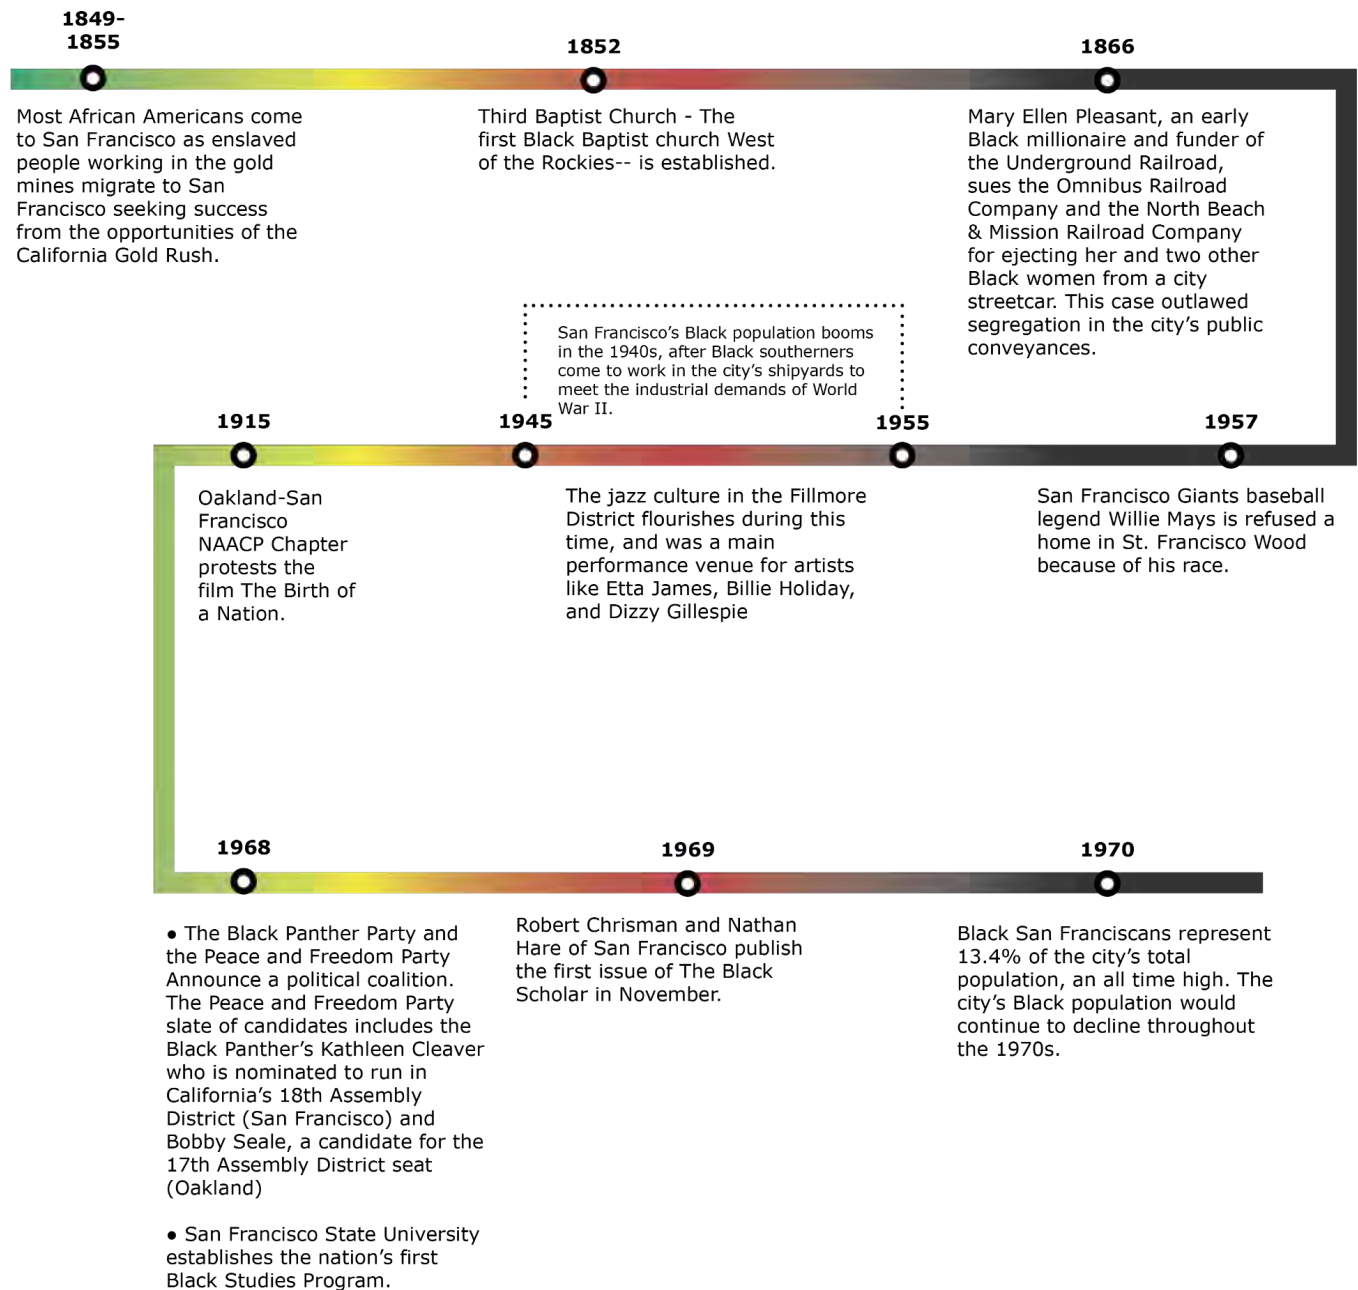 1849-
1855
Most African Americans come
to San Francisco as enslaved
people working in the gold
mines migrate to San
Francisco seeking success
from the opportunities of the
California Gold Rush.
1852
Third Baptist Church - The
first Black Baptist church West
of the Rockies-- is established.
1866
Mary Ellen Pleasant, an early
Black millionaire and funder of
the Underground Railroad,
sues the Omnibus Railroad
Company and the North Beach
& Mission Railroad Company
for ejecting her and two other
Black women from a city
streetcar. This case outlawed
segregation in the city’s public
conveyances.
1915
Oakland-San
Francisco
NAACP Chapter
protests the
film The Birth of
a Nation.
San Francisco’s Black population booms
in the 1940s, after Black southerners
come to work in the city’s shipyards to
meet the industrial demands of World
War II.
1945
1955
The jazz culture in the Fillmore
District flourishes during this
time, and was a main
performance venue for artists
like Etta James, Billie Holiday,
and Dizzy Gillespie
1957
San Francisco Giants baseball
legend Willie Mays is refused a
home in St. Francisco Wood
because of his race.
1968
● The Black Panther Party and
the Peace and Freedom Party
Announce a political coalition.
The Peace and Freedom Party
slate of candidates includes the
Black Panther’s Kathleen Cleaver
who is nominated to run in
California’s 18th Assembly
District (San Francisco) and
Bobby Seale, a candidate for the
17th Assembly District seat
(Oakland)
● San Francisco State University
establishes the nation’s first
Black Studies Program.
1969
Robert Chrisman and Nathan
Hare of San Francisco publish
the first issue of The Black
Scholar in November.
1970
Black San Franciscans represent
13.4% of the city’s total
population, an all time high. The
city’s Black population would
continue to decline throughout
the 1970s.